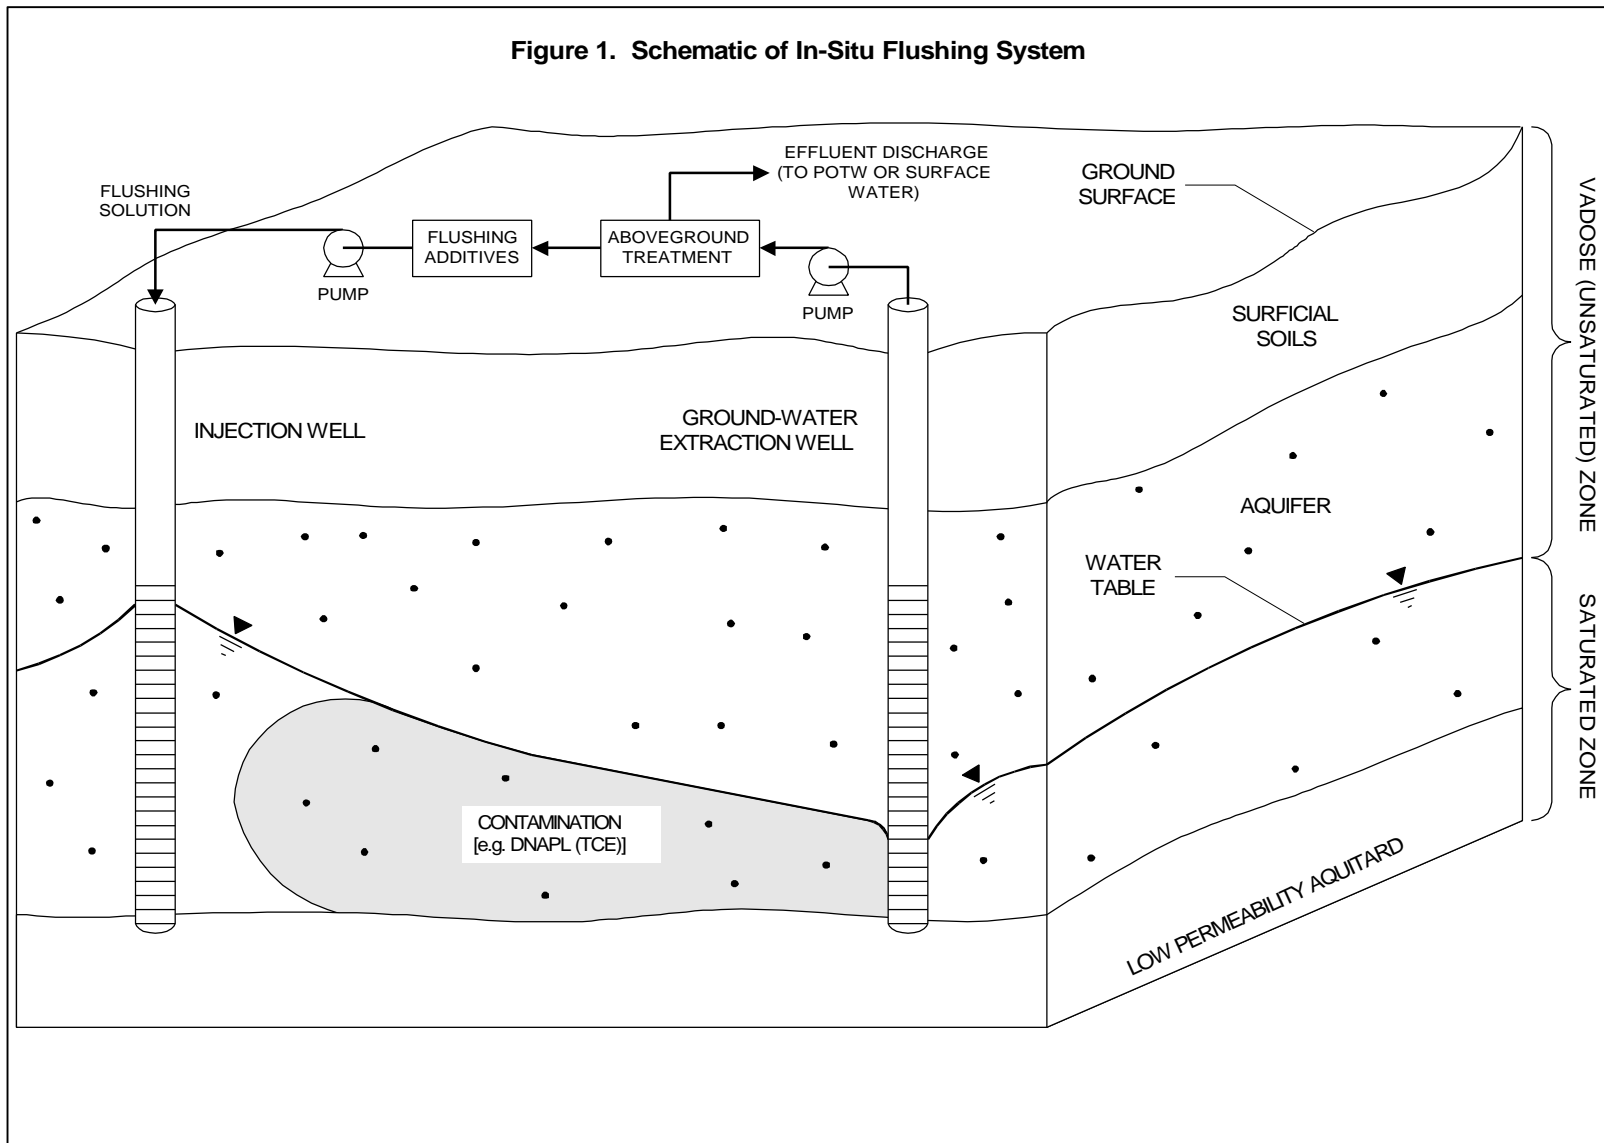 Figure 1. Schematic of In-Situ Flushing System
EFFLUENT DISCHARGE
(TO POTW OR SURFACE
WATER)
GROUND
SURFACE
FLUSHING
SOLUTION
FLUSHING
ADDITIVES
ABOVEGROUND
TREATMENT
PUMP
PUMP
SURFICIAL
SOILS
INJECTION WELL
GROUND-WATER
EXTRACTION WELL
AQUIFER
WATER
TABLE
CONTAMINATION
[e.g. DNAPL (TCE)]
LOW PERMEABILITY AQUITARD
VADOSE (UNSATURATED) ZONE
SATURATED ZONE